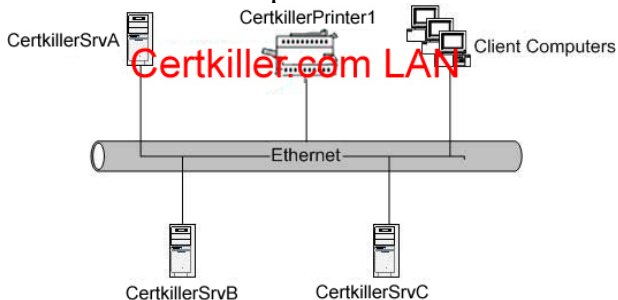 CertkillerPrinter1
CertkillerSrvA
Client Computers
Certkiller.com LAN
Ethernet
CertkillerSrvB
CertkillerSrvC